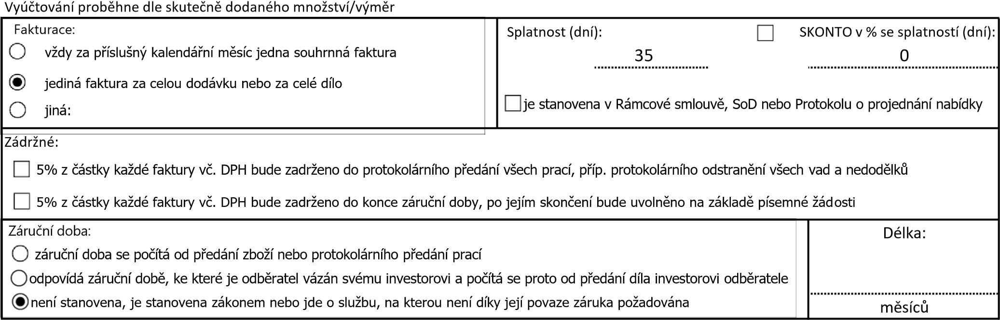 Vyúčtování proběhne dle skutečně dodaného množství/výměr
Fakturace:
vždy za příslušný kalendářní měsíc jedna souhrnná faktura
jediná faktura za celou dodávku nebo za celé dílo
jiná:
Splatnost (dní):
SKONTO v % se splatností (dní):
35
0
je stanovena v Rámcové smlouvě, SoD nebo Protokolu o projednání nabídky
Zádržné:
5% z částky každé faktury vč. DPH bude zadrženo do protokolárního předání všech prací, příp. protokolárního odstranění všech vad a nedodělků
5% z částky každé faktury vč. DPH bude zadrženo do konce záruční doby, po jejím skončení bude uvolněno na základě písemné žádosti
Záruční doba:
záruční doba se počítá od předání zboží nebo protokolárního předání prací
odpovídá záruční době, ke které je odběratel vázán svému investorovi a počítá se proto od předání díla investorovi odběratele
není stanovena, je stanovena zákonem nebo jde o službu, na kterou není díky její povaze záruka požadována
Délka:
měsíců